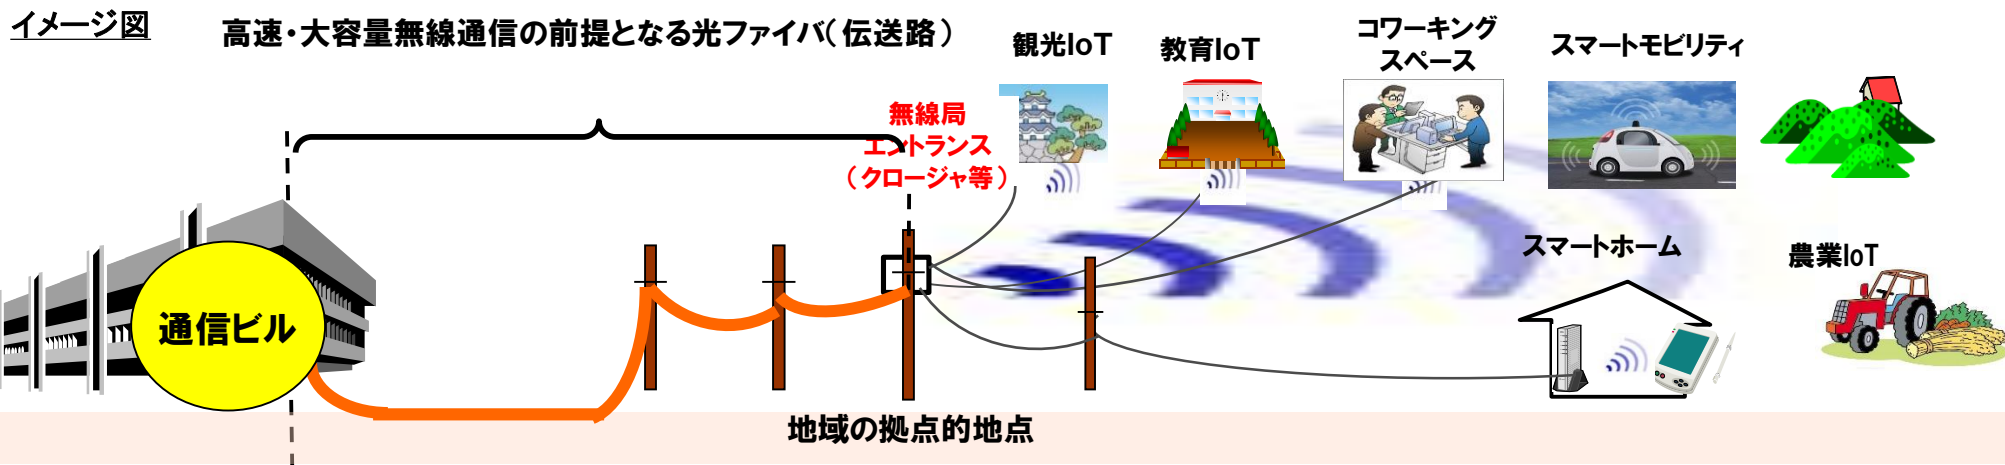 イメージ図
高速・大容量無線通信の前提となる光ファイバ（伝送路）
観光IoT
教育IoT
コワーキング
スペース
スマートモビリティ
無線局
エントランス
（クロージャ等）
スマートホーム
農業IoT
通信ビル
地域の拠点的地点